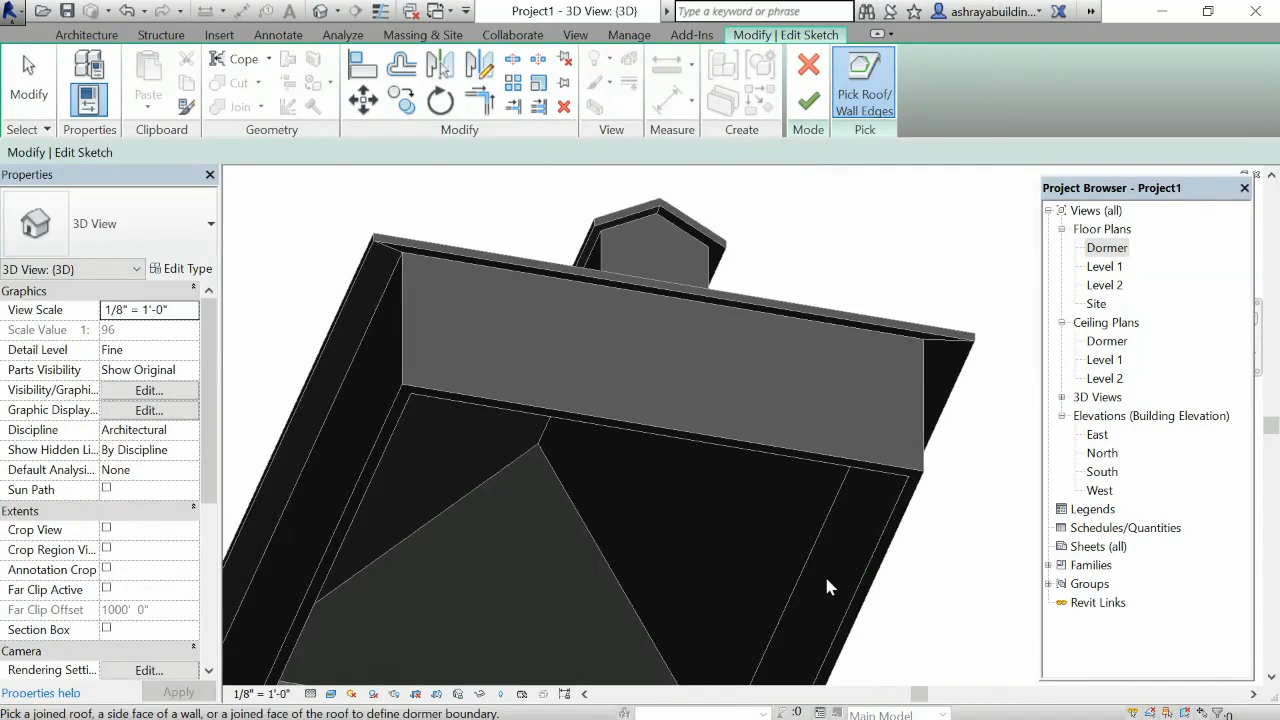 A
Project1 - 3D View: {3D}
Type a keyword or phrase
ashrayabuildin...
Architecture Structure Insert Annotate Analyze Massing & Site Collaborate View Manage Add-Ins Modify | Edit Sketch
Modify
Paste
Cope
Cut
Join
Pick Roof/
Wall Edges
Select Properties Clipboard Geometry Modify View Measure Create Mode Pick
Modify | Edit Sketch
Properties
3D View
3D View: {3D} Edit Type
Graphics
View Scale 1/8" = 1'-0"
Scale Value 1: 96
Detail Level Fine
Parts Visibility Show Original
Visibility/Graphi... Edit...
Graphic Display... Edit...
Discipline Architectural
Show Hidden Li... By Discipline
Default Analysi... None
Sun Path
Extents
Crop View
Crop Region Vi...
Annotation Crop
Far Clip Active
Far Clip Offset 1000' 0"
Section Box
Camera
Rendering Setti... Edit...
Properties help Apply
Project Browser - Project1
Views (all)
Floor Plans
Dormer
Level 1
Level 2
Site
Ceiling Plans
Dormer
Level 1
Level 2
3D Views
Elevations (Building Elevation)
East
North
South
West
Legends
Schedules/Quantities
Sheets (all)
Families
Groups
Revit Links
1/8" = 1'-0"
Pick a joined roof, a side face of a wall, or a joined face of the roof to define dormer boundary.
:0
Main Model
:0